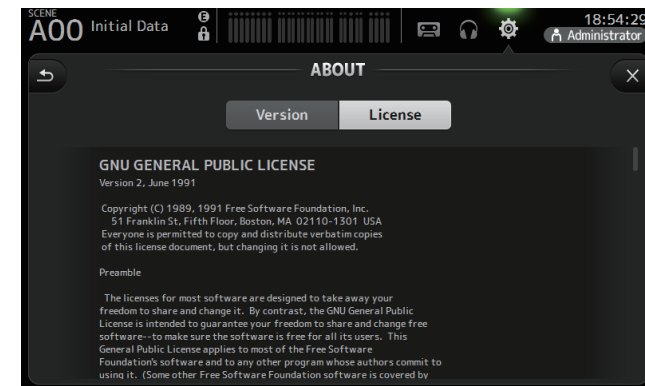 SCENE
A00 Initial Data
E
18:54:29
Administrator
ABOUT
Version
License
GNU GENERAL PUBLIC LICENSE
Version 2, June 1991
Copyright (C) 1989, 1991 Free Software Foundation, Inc.
51 Franklin St, Fifth Floor, Boston, MA 02110-1301 USA
Everyone is permitted to copy and distribute verbatim copies
of this license document, but changing it is not allowed.
Preamble
The licenses for most software are designed to take away your
freedom to share and change it. By contrast, the GNU General Public
License is intended to guarantee your freedom to share and change free
software--to make sure the software is free for all its users. This
General Public License applies to most of the Free Software
Foundation's software and to any other program whose authors commit to
using it. (Some other Free Software Foundation software is covered by